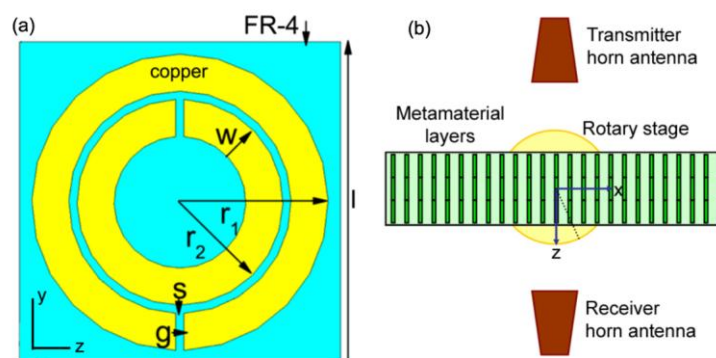 (a)
FR-4
copper
w
r1
r2
l
s
g
y
z
(b)
Transmitter
horn antenna
Metamaterial
layers
Rotary stage
x
z
Receiver
horn antenna